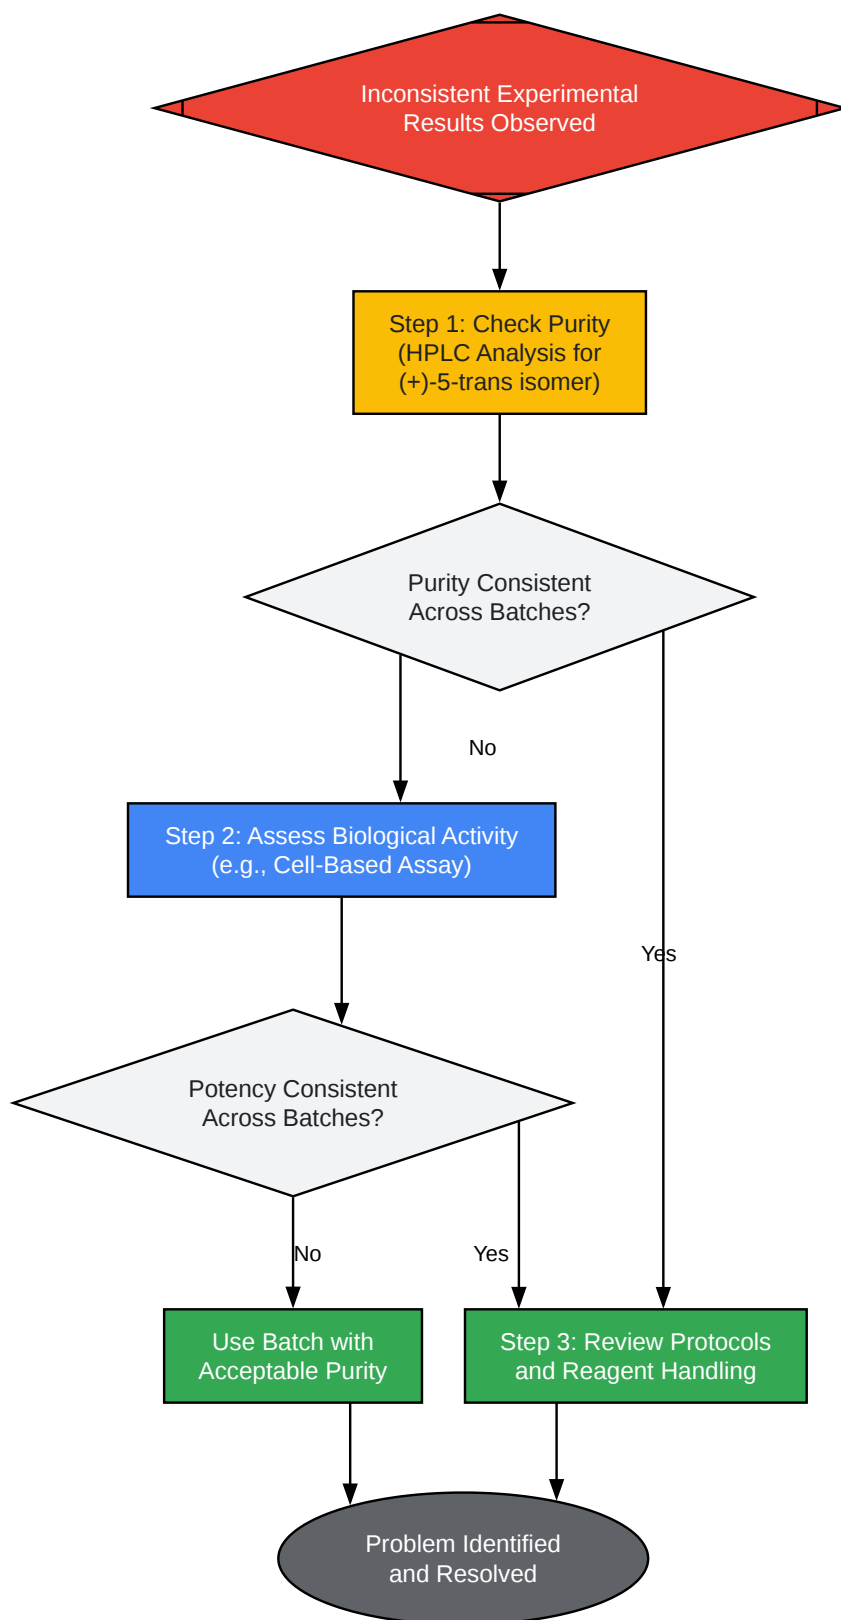 Inconsistent Experimental
Results Observed
Step 1: Check Purity
(HPLC Analysis for
(+)-5-trans isomer)
Purity Consistent
Across Batches?
No
Step 2: Assess Biological Activity
(e.g., Cell-Based Assay)
Yes
Potency Consistent
Across Batches?
No
Yes
Use Batch with
Acceptable Purity
Step 3: Review Protocols
and Reagent Handling
Problem Identified
and Resolved